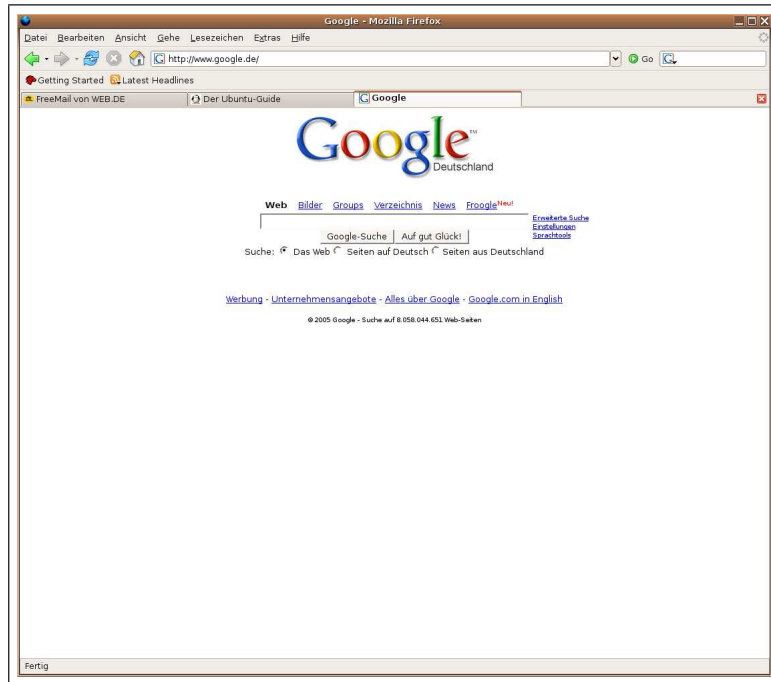 Google - Mozilla Firefox
Datei Bearbeiten Ansicht Gehe Lesezeichen Extras Hilfe
http://www.google.de/ Go
Getting Started Latest Headlines
FreeMail von WEB.DE Der Ubuntu-Guide Google
Google™
Deutschland
Web Bilder Groups Verzeichnis News Froogle Neu!
Erweiterte Suche
Einstellungen
Sprachtools
Google-Suche Auf gut Glück!
Suche: Das Web Seiten auf Deutsch Seiten aus Deutschland
Werbung - Unternehmensangebote - Alles über Google - Google.com in English
© 2005 Google - Suche auf 8.058.044.651 Web-Seiten
Fertig